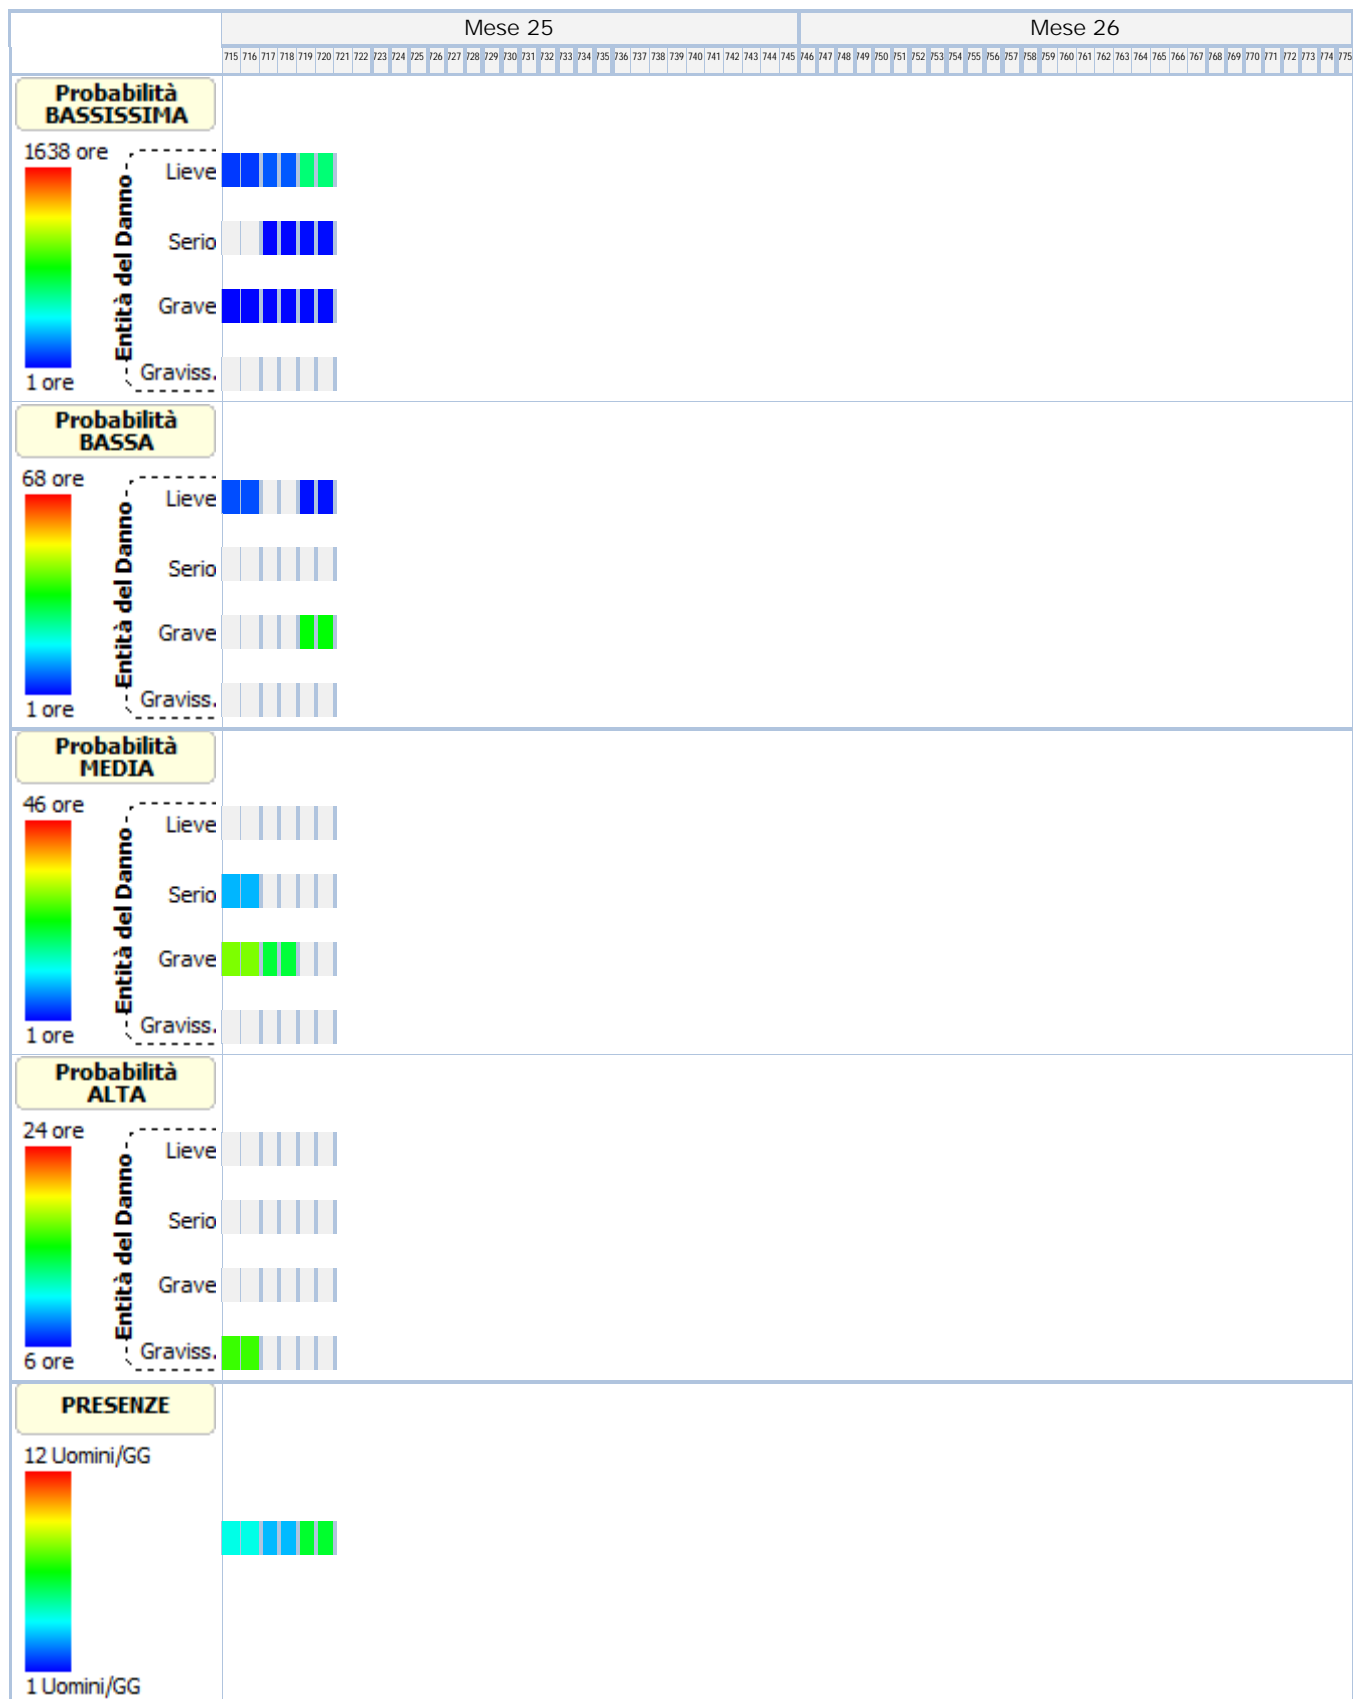 Mese 25 Mese 26
715 716 717 718 719 720 721 722 723 724 725 726 727 728 729 730 731 732 733 734 735 736 737 738 739 740 741 742 743 744 745 746 747 748 749 750 751 752 753 754 755 756 757 758 759 760 761 762 763 764 765 766 767 768 769 770 771 772 773 774 775
Probabilità
BASSISSIMA
1638 ore
Entità del Danno
Lieve
Serio
Grave
Graviss.
1 ore
Probabilità
BASSA
68 ore
Entità del Danno
Lieve
Serio
Grave
Graviss.
1 ore
Probabilità
MEDIA
46 ore
Entità del Danno
Lieve
Serio
Grave
Graviss.
1 ore
Probabilità
ALTA
24 ore
Entità del Danno
Lieve
Serio
Grave
Graviss.
6 ore
PRESENZE
12 Uomini/GG
1 Uomini/GG